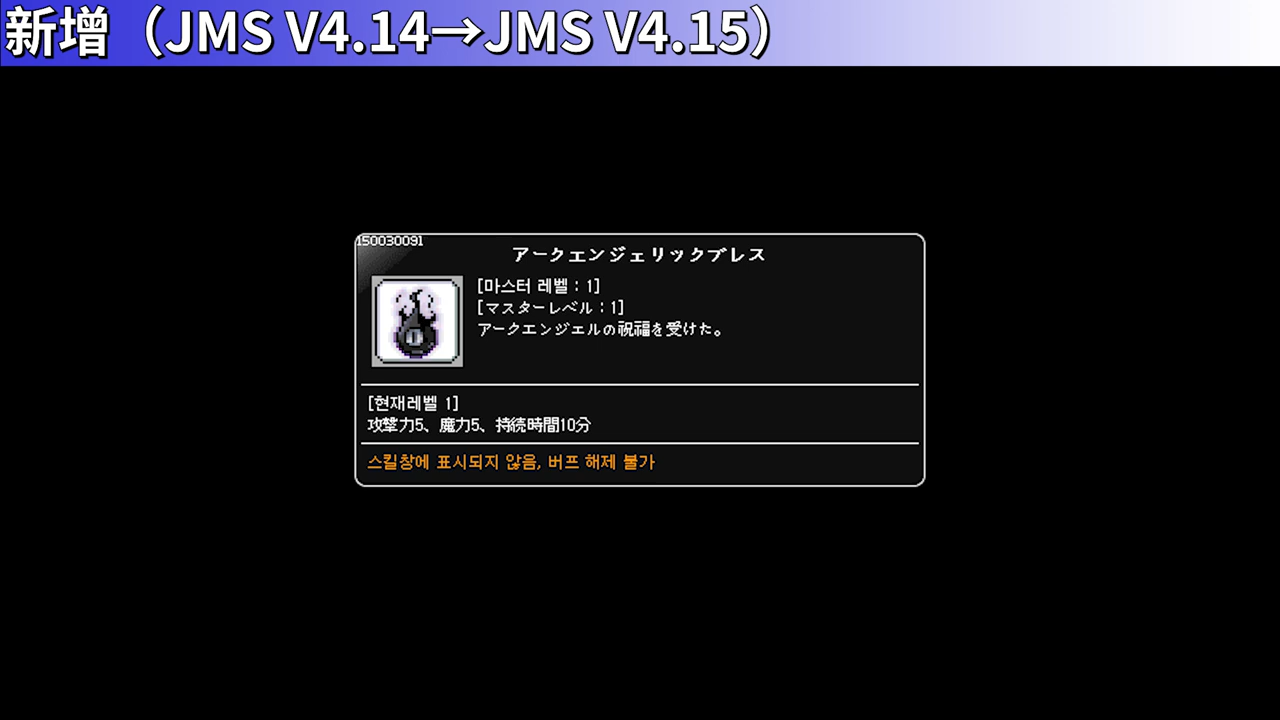 新増（JMS V4.14→JMS V4.15）
150030091
アークエンジェリックブレス
[마스터 레벨 : 1]
[マスターレベル：1]
アークエンジェルの祝福を受けた。
[현재레벨 1]
攻撃力5、魔力5、持続時間10分
스킬창에 표시되지 않음, 버프 해제 불가